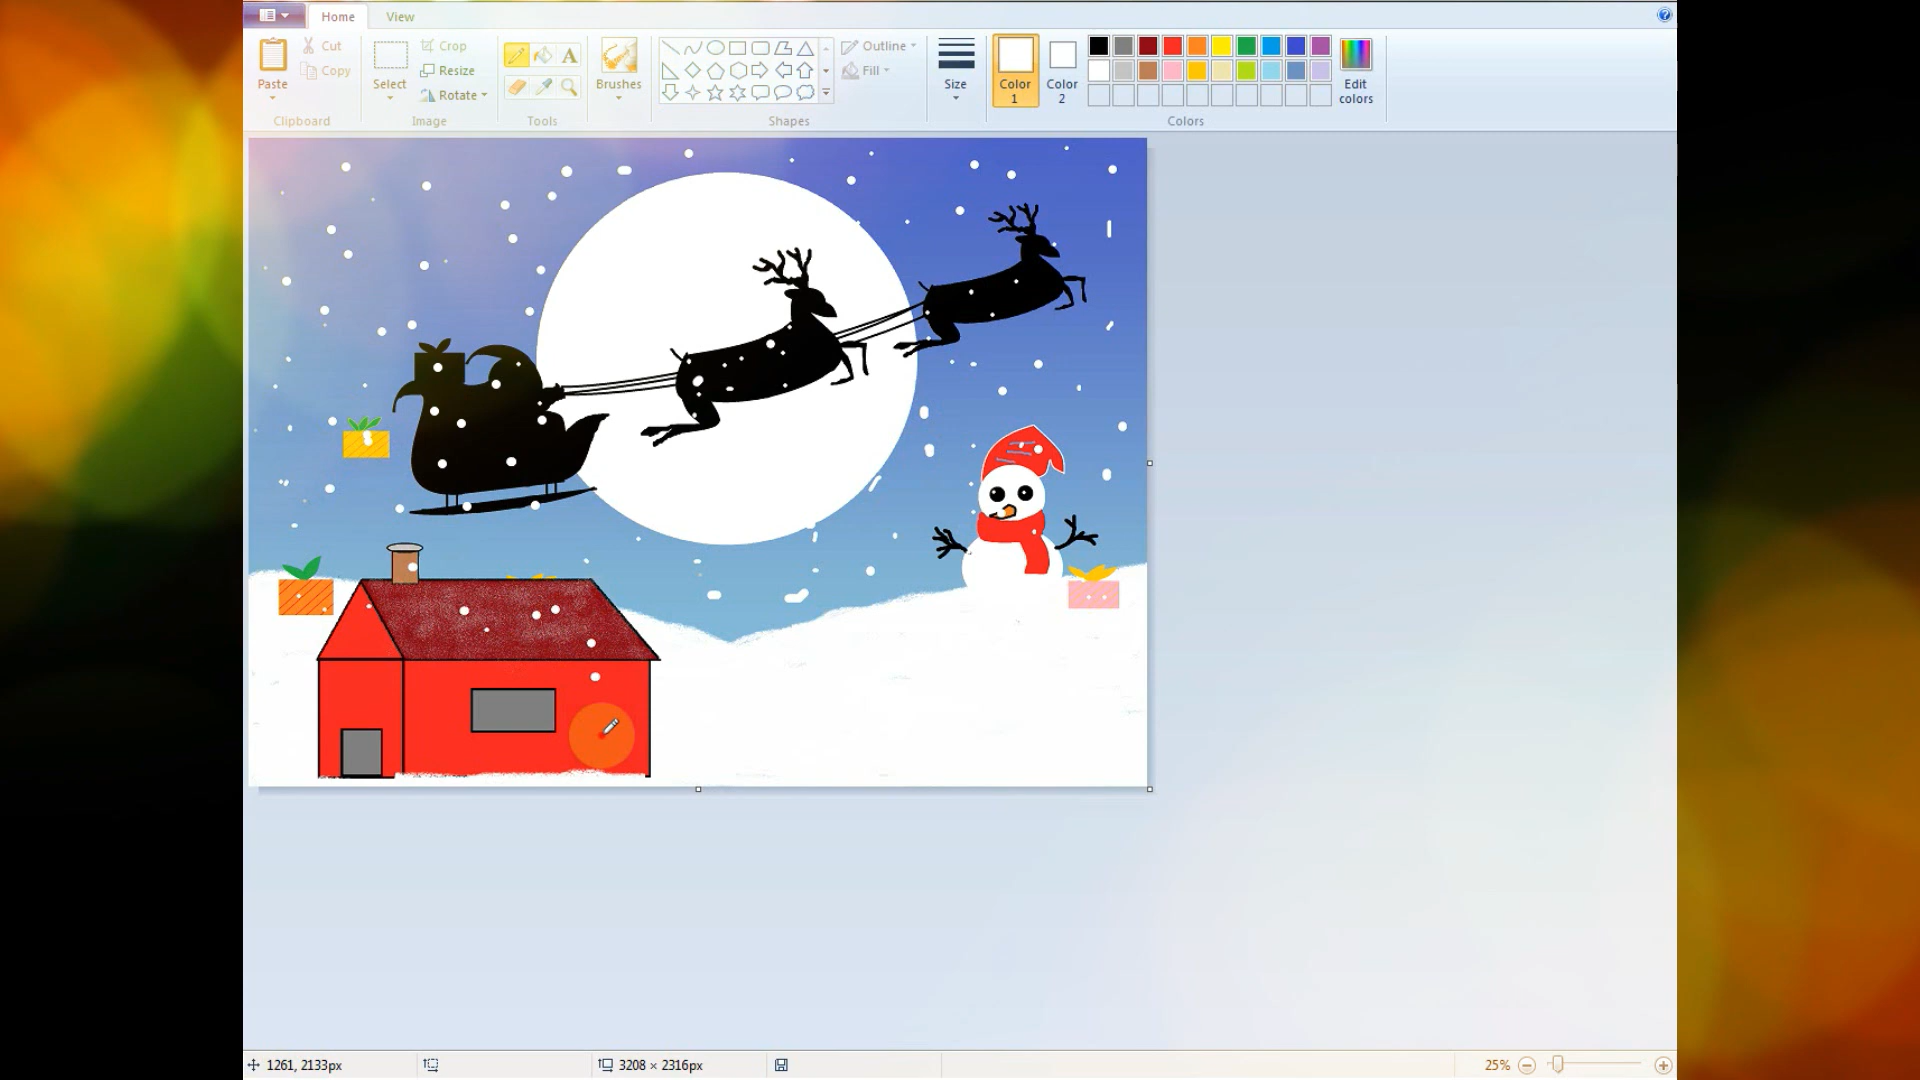 Home View
Paste
Cut
Copy
Clipboard
Select
Crop
Resize
Rotate
Image
A
Tools
Brushes
Shapes
Outline
Fill
Size
Color
1
Color
2
Edit
colors
Colors
1261, 2133px
3208 × 2316px
25%